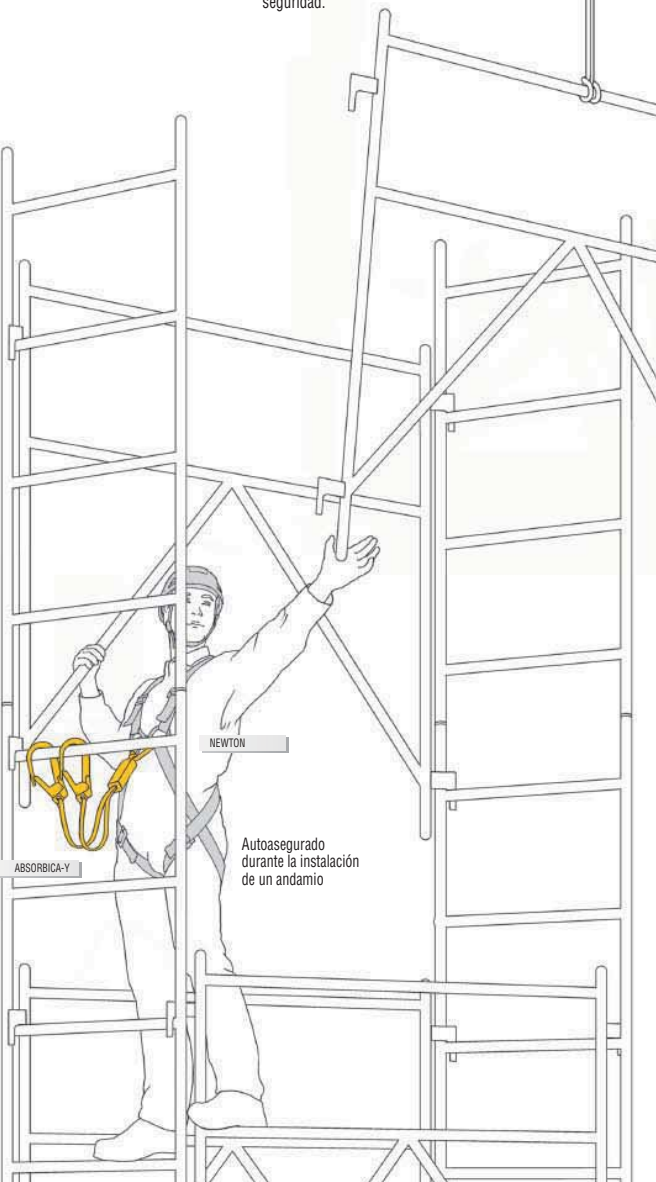 seguridad.
NEWTON
Autoasegurado
durante la instalación
de un andamio
ABSORBICA-Y